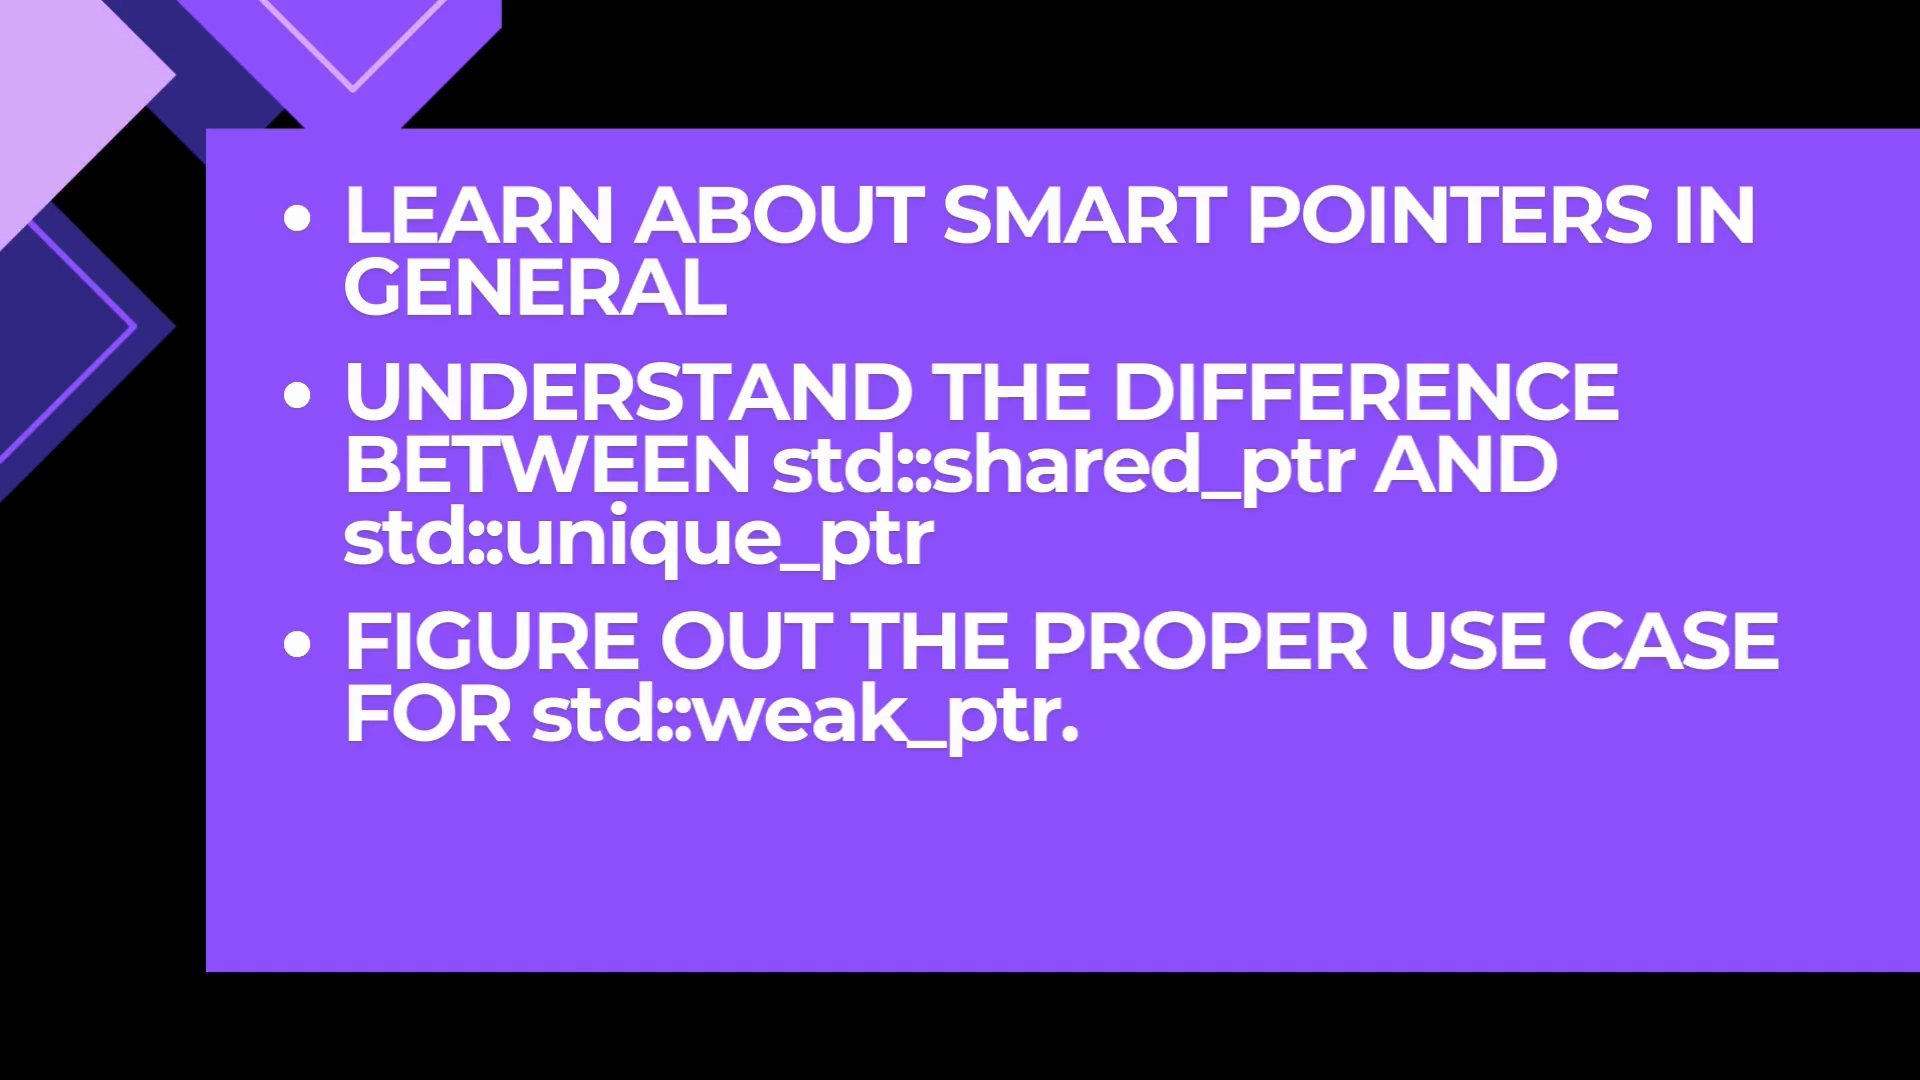 • LEARN ABOUT SMART POINTERS IN
GENERAL
• UNDERSTAND THE DIFFERENCE
BETWEEN std::shared_ptr AND
std::unique_ptr
• FIGURE OUT THE PROPER USE CASE
FOR std::weak_ptr.